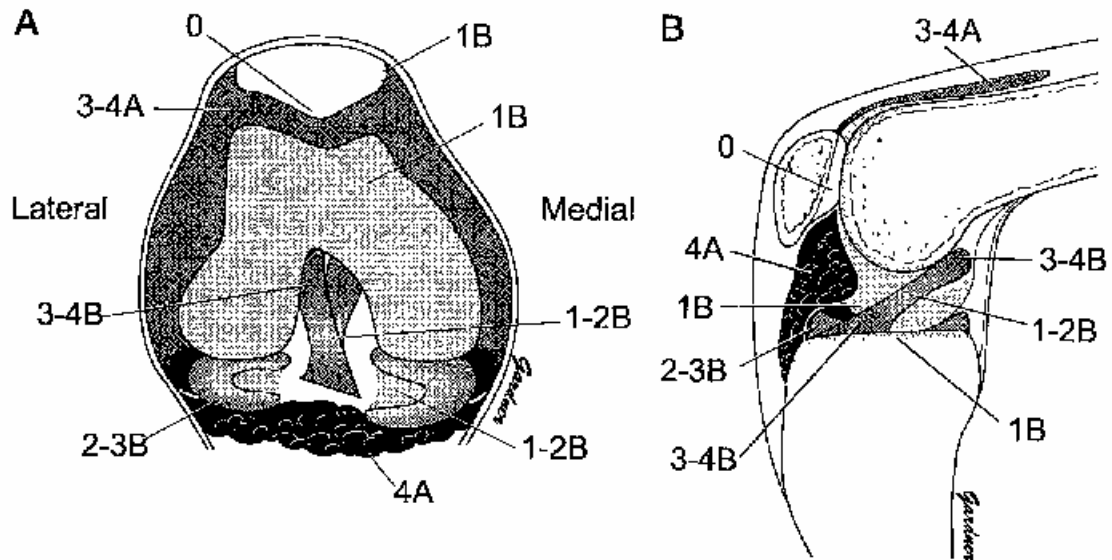 A
0
1B
3-4A
1B
Lateral
Medial
3-4B
1-2B
Gardner
2-3B
1-2B
4A
B
3-4A
0
4A
3-4B
1B
1-2B
2-3B
1B
3-4B
Gardner